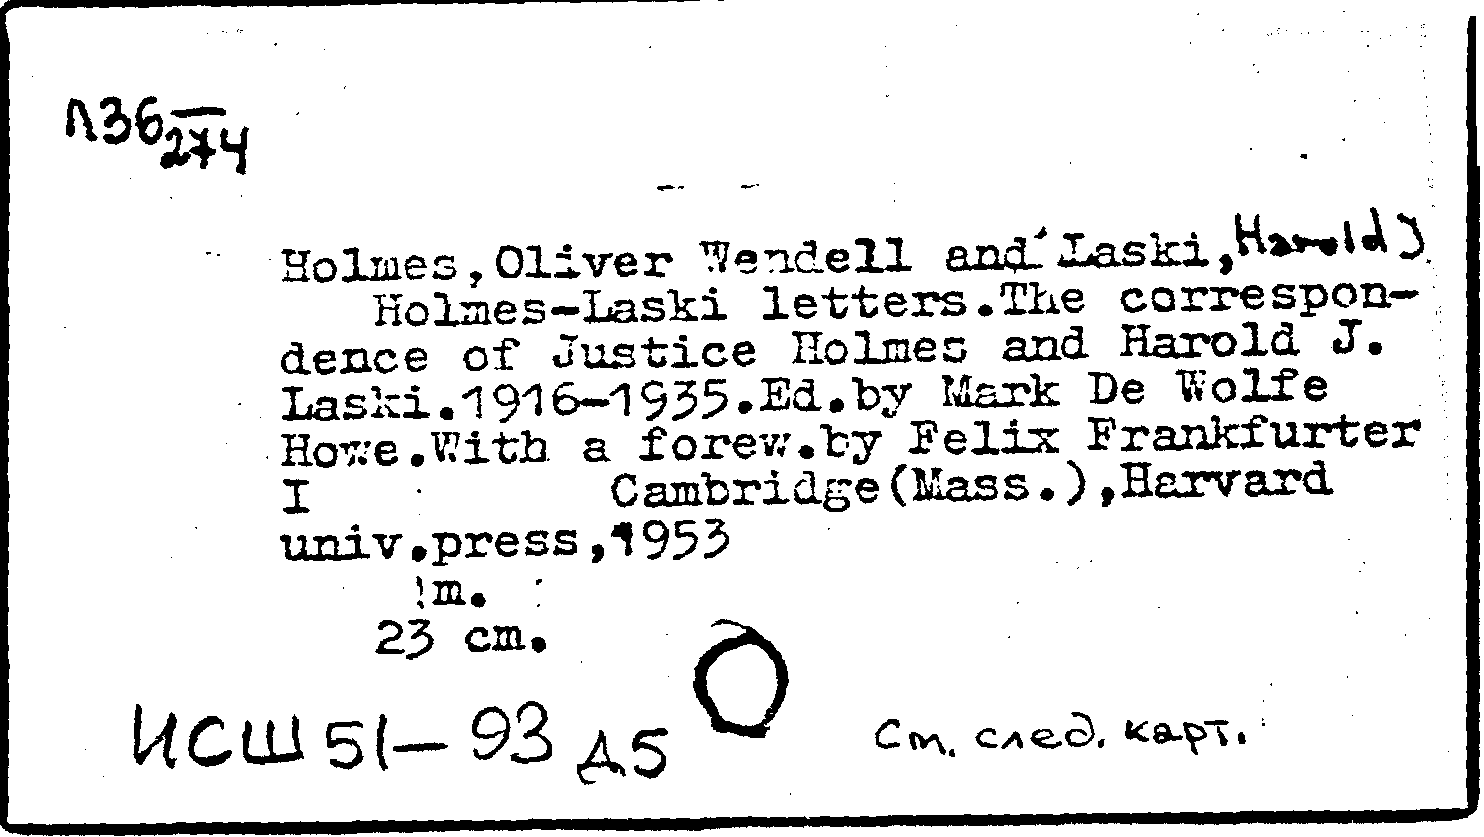 Л36 274
Holmes, Oliver Wendell and Laski, Harold J
Holmes-Laski letters. The correspon-
dence of Justice Holmes and Harold J.
Laski. 1916-1935. Ed. by Mark De Wolfe
Howe. With a forew. by Felix Frankfurter
I Cambridge (Mass.), Harvard
univ. press, 1953
m.
23 cm.
ИСШ 51-93 Д5
См. след. карт.